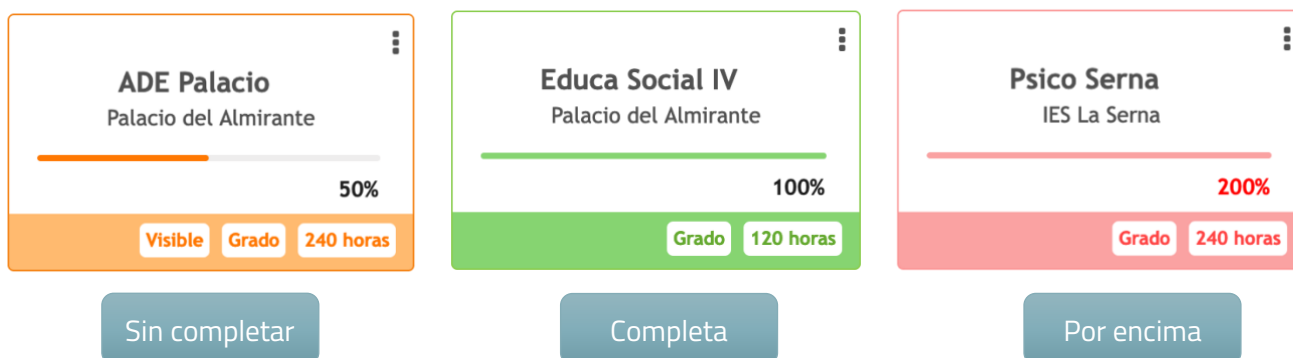 ADE Palacio
Palacio del Almirante
50%
Visible Grado 240 horas
Sin completar
Educa Social IV
Palacio del Almirante
100%
Grado 120 horas
Completa
Psico Serna
IES La Serna
200%
Grado 240 horas
Por encima